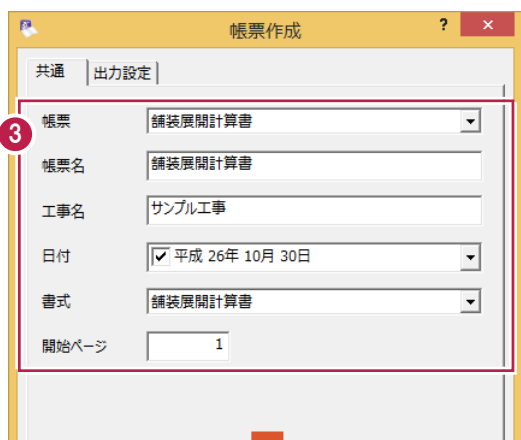 帳票作成
? ×
共通 出力設定
3
帳票 舗装展開計算書
帳票名 舗装展開計算書
工事名 サンプル工事
日付 平成 26年 10月 30日
書式 舗装展開計算書
開始ページ 1